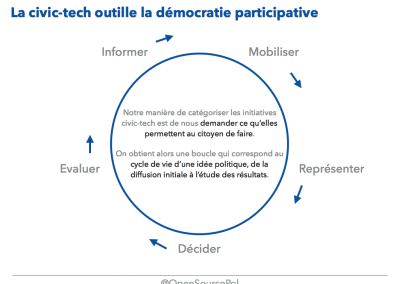 La civic-tech outille la démocratie participative
Informer
Mobiliser
Notre manière de catégoriser les initiatives
civic-tech est de nous demander ce qu'elles
permettent au citoyen de faire.
On obtient alors une boucle qui correspond au
cycle de vie d'une idée politique, de la
diffusion initiale à l'étude des résultats.
Evaluer
Représenter
Décider
@OpenSourcePol